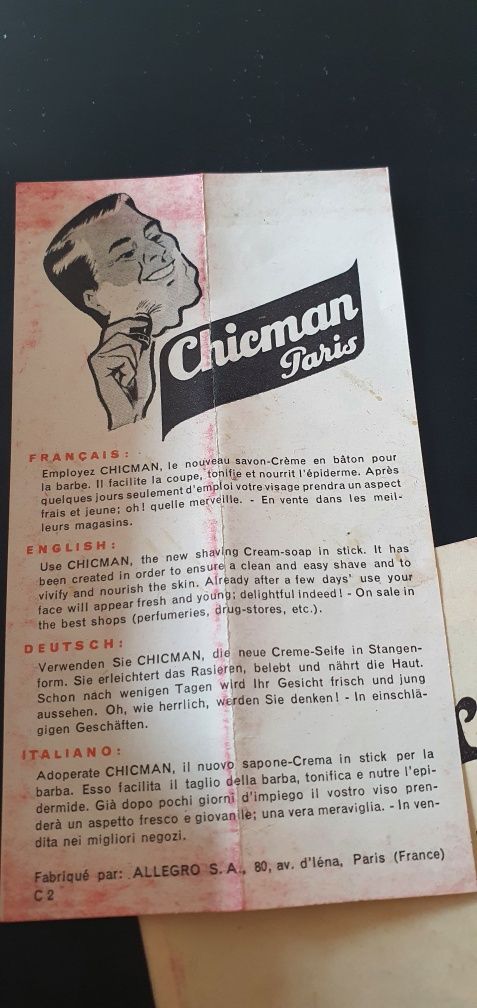 Chicman
Paris
FRANÇAIS:
Employez CHICMAN, le nouveau savon-Crème en bâton pour
la barbe. Il facilite la coupe, tonifie et nourrit l'épiderme. Après
quelques jours seulement d'emploi votre visage prendra un aspect
frais et jeune; oh! quelle merveille. - En vente dans les meil-
leurs magasins.
ENGLISH:
Use CHICMAN, the new shaving Cream-soap in stick. It has
been created in order to ensure a clean and easy shave and to
vivify and nourish the skin. Already after a few days' use your
face will appear fresh and young; delightful indeed! - On sale in
the best shops (perfumeries, drug-stores, etc.).
DEUTSCH:
Verwenden Sie CHICMAN, die neue Creme-Seife in Stangen-
form. Sie erleichtert das Rasieren, belebt und nährt die Haut.
Schon nach wenigen Tagen wird Ihr Gesicht frisch und jung
aussehen. Oh, wie herrlich, werden Sie denken! - In einschlä-
gigen Geschäften.
ITALIANO:
Adoperate CHICMAN, il nuovo sapone-Crema in stick per la
barba. Esso facilita il taglio della barba, tonifica e nutre l'epi-
dermide. Già dopo pochi giorni d'impiego il vostro viso pren-
derà un aspetto fresco e giovanile; una vera meraviglia. - In ven-
dita nei migliori negozi.
Fabriqué par: ALLEGRO S.A., 80, av. d'Iéna, Paris (France)
C 2